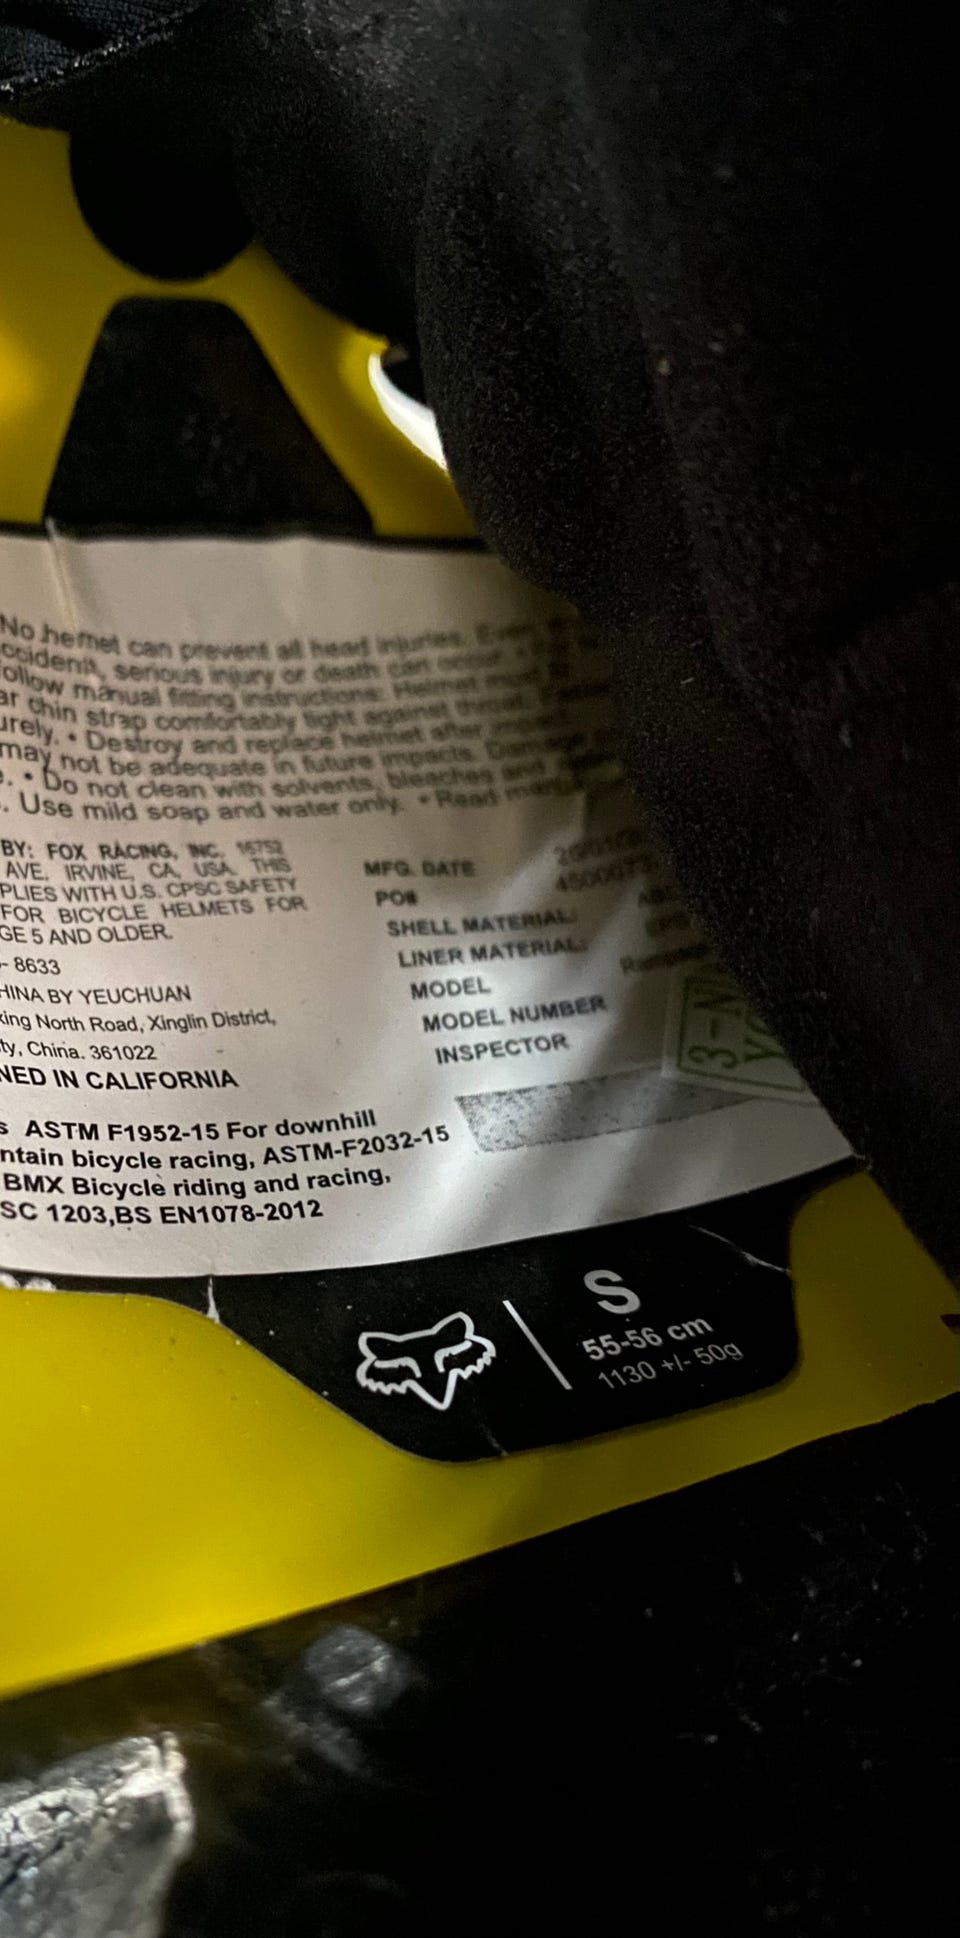 No hemet can prevent all head injuries.
serious injury or death can occur.
follow manual fitting instructions. Helmet must
chin strap comfortably tight against throat.
• Destroy and replace helmet after impact.
may not be adequate in future impacts. Damage
• Do not clean with solvents, bleaches and
. Use mild soap and water only. • Read
BY: FOX RACING, INC. 16752
AVE, IRVINE, CA, USA. THIS
PLIES WITH U.S. CPSC SAFETY
FOR BICYCLE HELMETS FOR
GE 5 AND OLDER.
- 8633
HINA BY YEUCHUAN
King North Road, Xinglin District,
ty, China. 361022
NED IN CALIFORNIA
MFG. DATE
PO#
SHELL MATERIAL:
LINER MATERIAL:
MODEL
MODEL NUMBER
INSPECTOR
3-N
s ASTM F1952-15 For downhill
ntain bicycle racing, ASTM-F2032-15
BMX Bicycle riding and racing,
SC 1203,BS EN1078-2012
S
55-56 cm
1130 +/- 50g